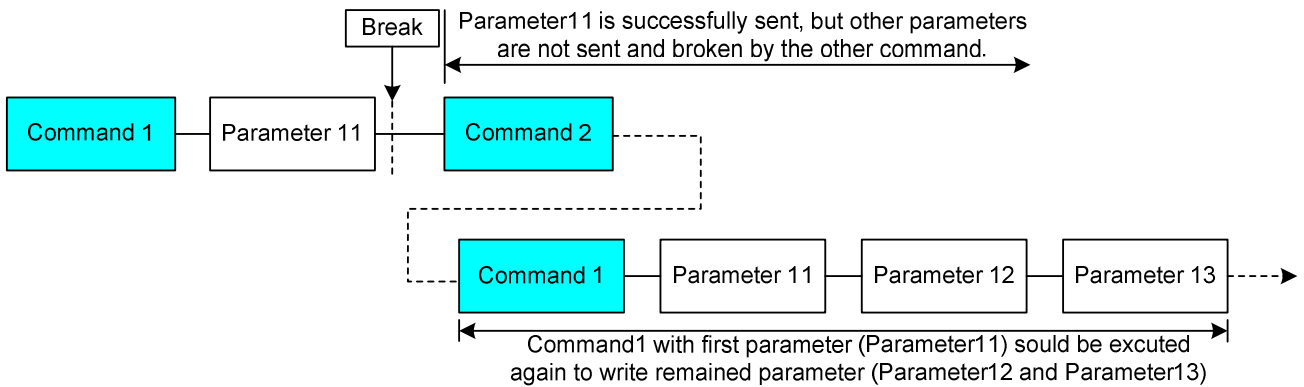 Break
Parameter11 is successfully sent, but other parameters
are not sent and broken by the other command.
Command 1
Parameter 11
Command 2
Command 1
Parameter 11
Parameter 12
Parameter 13
Command1 with first parameter (Parameter11) sould be excuted
again to write remained parameter (Parameter12 and Parameter13)